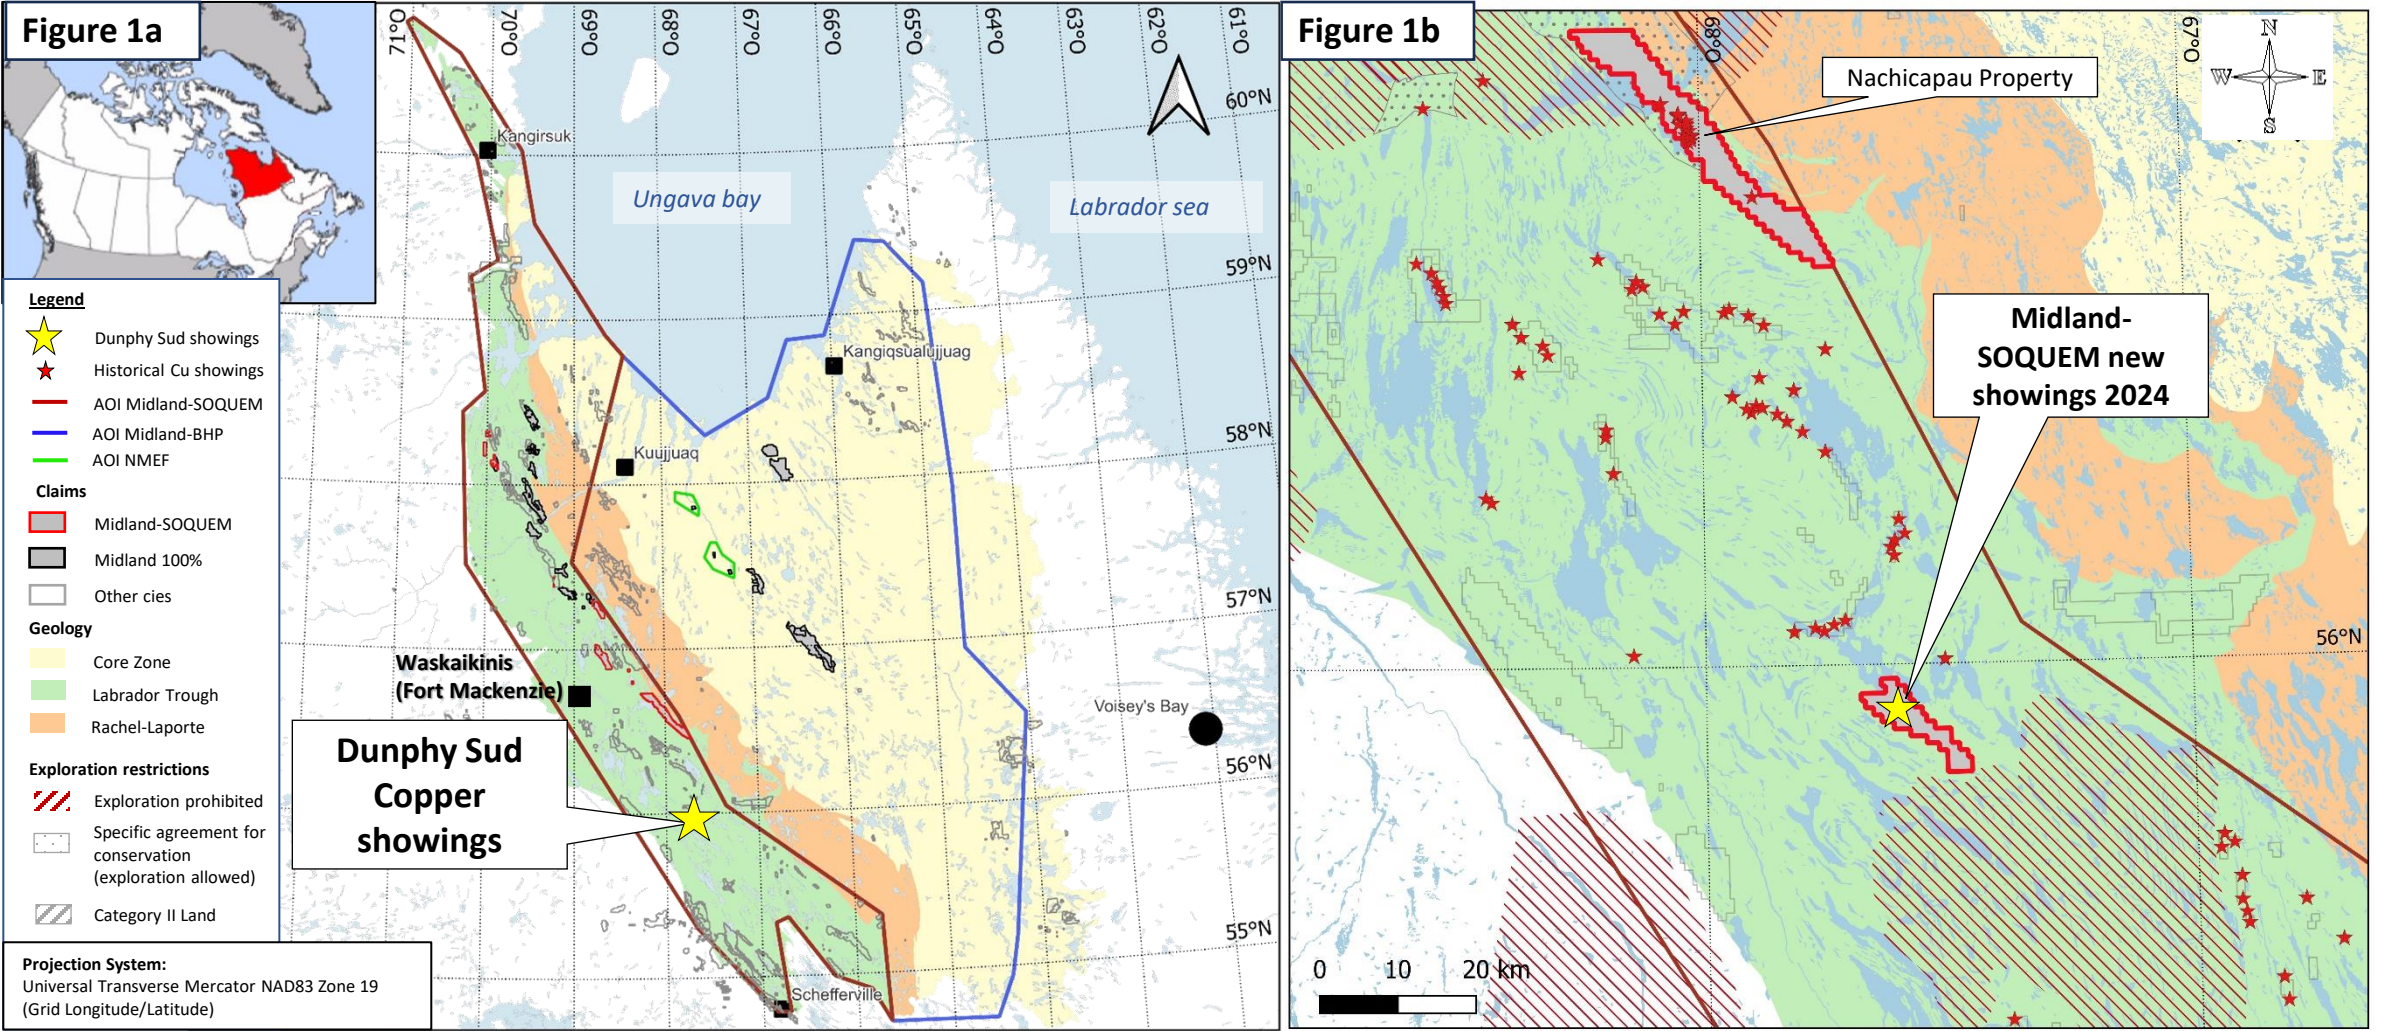 Figure 1a
Legend
Dunphy Sud showings
Historical Cu showings
AOI Midland-SOQUEM
AOI Midland-BHP
AOI NMEF
Claims
Midland-SOQUEM
Midland 100%
Other cies
Geology
Core Zone
Labrador Trough
Rachel-Laporte
Exploration restrictions
Exploration prohibited
Specific agreement for
conservation
(exploration allowed)
Category II Land
Projection System:
Universal Transverse Mercator NAD83 Zone 19
(Grid Longitude/Latitude)
71°O
70°O
69°O
68°O
67°O
66°O
65°O
64°O
63°O
62°O
61°O
60°N
59°N
58°N
57°N
56°N
55°N
Kangirsuk
Ungava bay
Labrador sea
Kangiqsualujjuag
Kuujjuaq
Waskaikinis
(Fort Mackenzie)
Voisey's Bay
Dunphy Sud
Copper
showings
Schefferville
Figure 1b
68°O
67°O
N
W
E
S
Nachicapau Property
Midland-
SOQUEM new
showings 2024
56°N
0 10 20 km